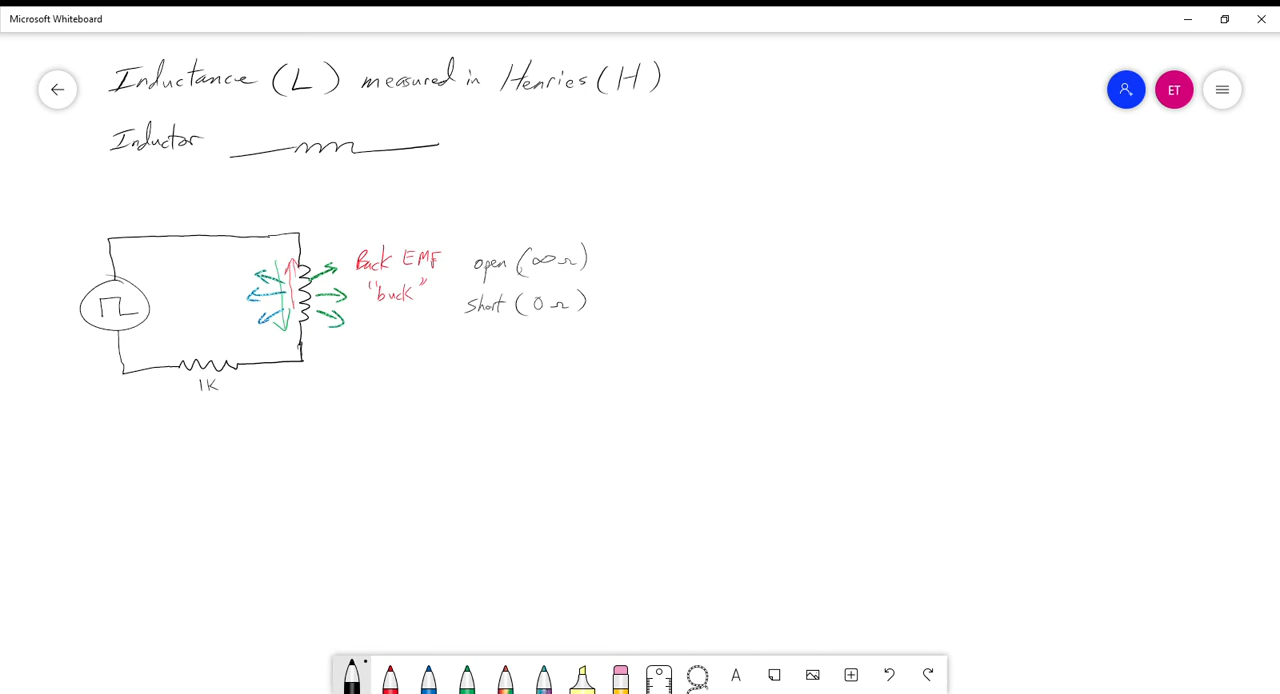 Microsoft Whiteboard
Inductance (L) measured in Henries (H)
ET
Inductor
Back EMF
"buck"
open (∞Ω)
short (0Ω)
1K
A